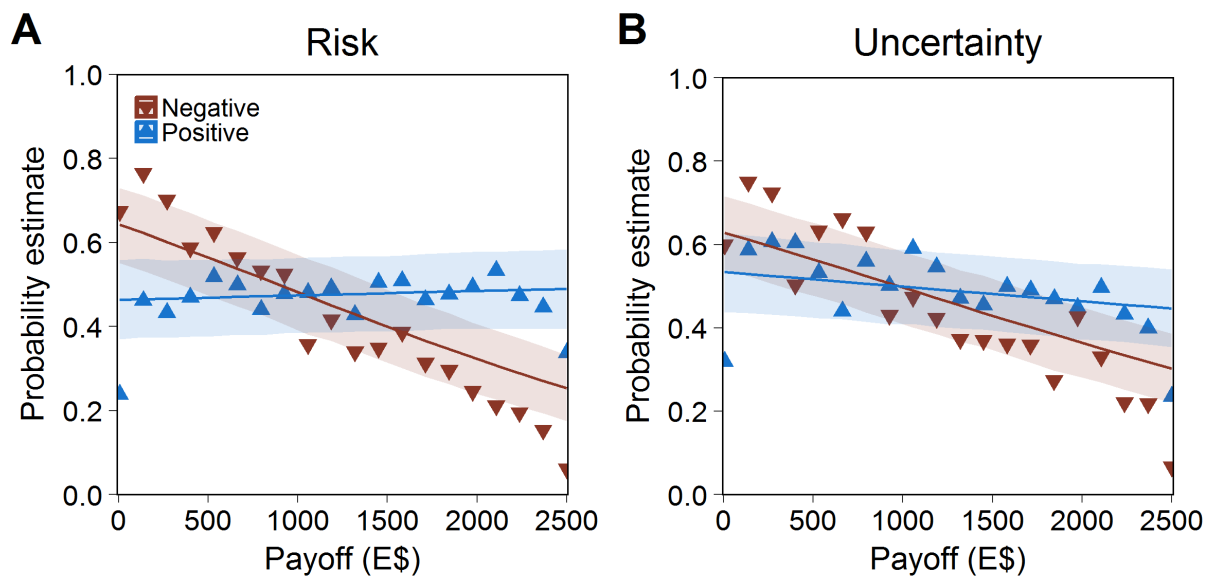 A
Risk
1.0
0.8
0.6
0.4
0.2
0.0
Probability estimate
Negative
Positive
0 500 1000 1500 2000 2500
Payoff (E$)
B
Uncertainty
1.0
0.8
0.6
0.4
0.2
0.0
Probability estimate
0 500 1000 1500 2000 2500
Payoff (E$)